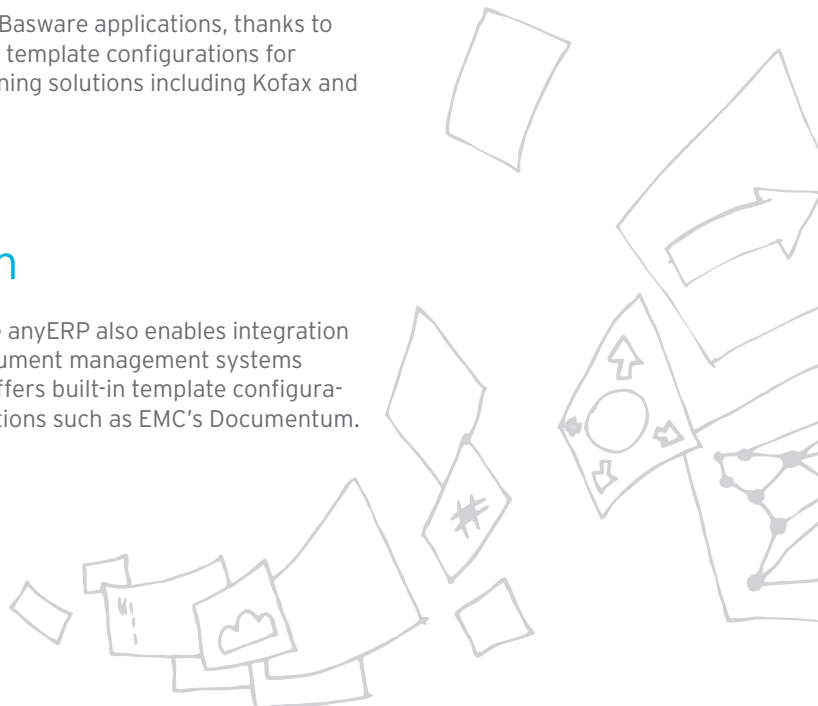 Basware applications, thanks to
template configurations for
ning solutions including Kofax and
n
anyERP also enables integration
ument management systems
ffers built-in template configura-
tions such as EMC's Documentum.
#